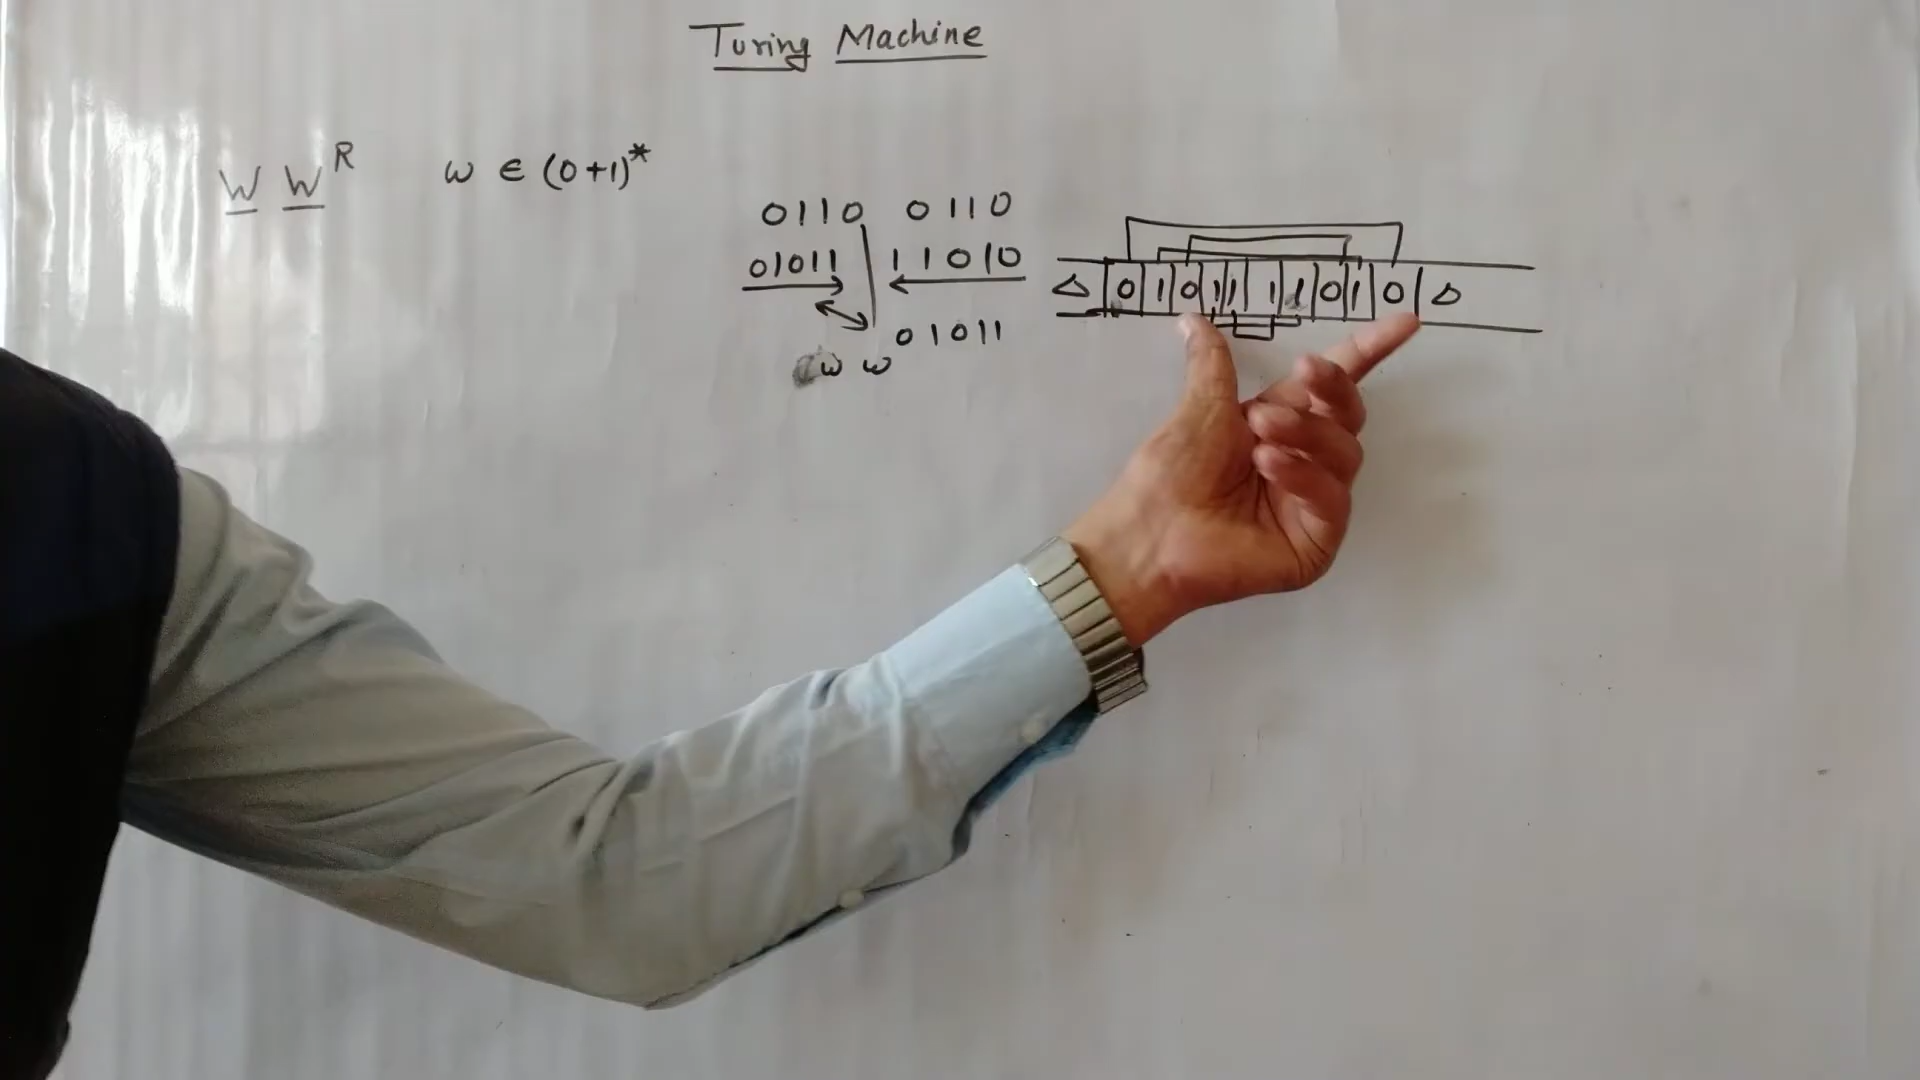 Turing Machine
W W^R w ∈ (0+1)*
0110 0110
01011 11010
Δ 0 1 0 1 1 1 1 0 1 0 Δ
01011
w w